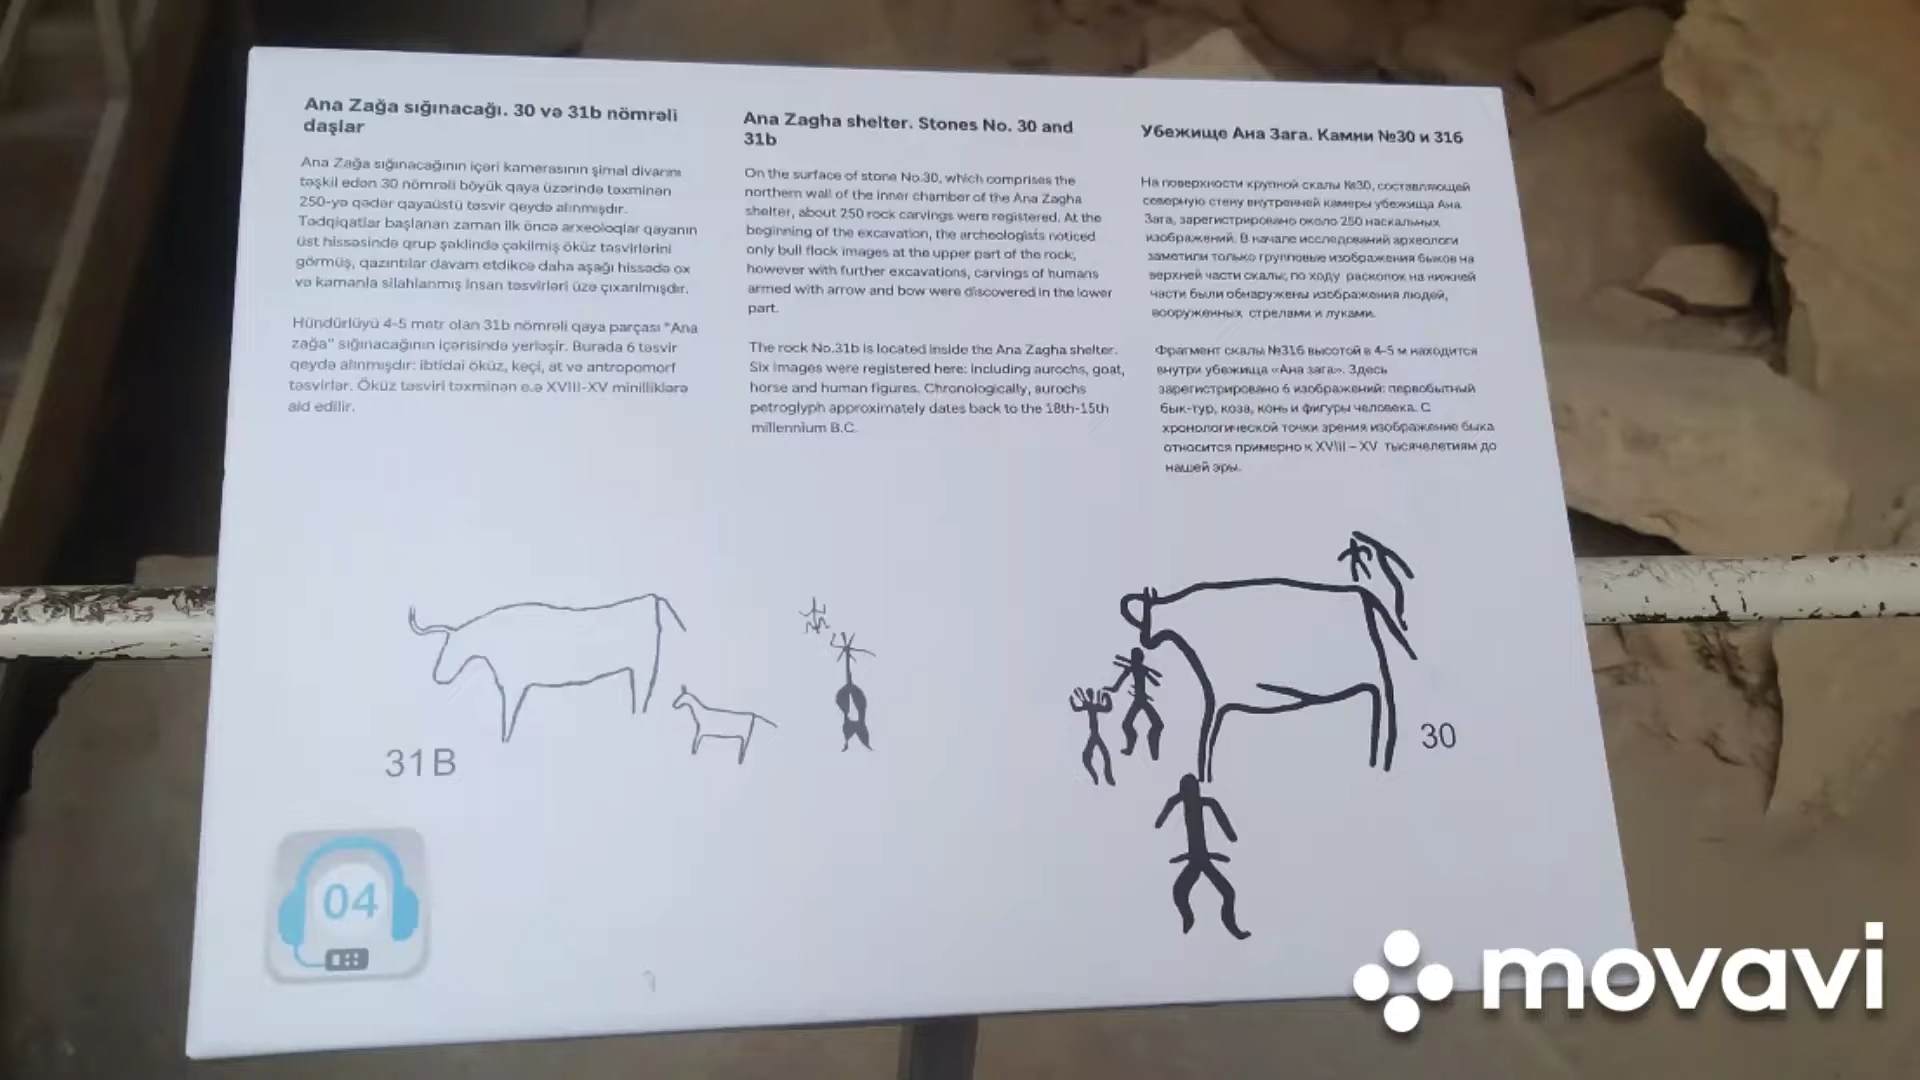 Ana Zağa sığınacağı. 30 və 31b nömrəli
daşlar
Ana Zağa sığınacağının içəri kamerasının şimal divarını
təşkil edən 30 nömrəli böyük qaya üzərində təxminən
250-yə qədər qayaüstü təsvir qeydə alınmışdır.
Tədqiqatlar başlanan zaman ilk öncə arxeoloqlar qayanın
üst hissəsində qrup şəklində çəkilmiş öküz təsvirlərini
görmüş, qazıntılar davam etdikcə daha aşağı hissədə ox
və kamanla silahlanmış insan təsvirləri üzə çıxarılmışdır.
Hündürlüyü 4-5 metr olan 31b nömrəli qaya parçası "Ana
zağa" sığınacağının içərisində yerləşir. Burada 6 təsvir
qeydə alınmışdır: ibtidai öküz, keçi, at və antropomorf
təsvirlər. Öküz təsviri təxminən e.ə XVIII-XV minilliklərə
aid edilir.
Ana Zagha shelter. Stones No. 30 and
31b
On the surface of stone No.30, which comprises the
northern wall of the inner chamber of the Ana Zagha
shelter, about 250 rock carvings were registered. At the
beginning of the excavation, the archeologists noticed
only bull flock images at the upper part of the rock;
however with further excavations, carvings of humans
armed with arrow and bow were discovered in the lower
part.
The rock No.31b is located inside the Ana Zagha shelter.
Six images were registered here: including aurochs, goat,
horse and human figures. Chronologically, aurochs
petroglyph approximately dates back to the 18th-15th
millennium B.C.
Убежище Ана Зага. Камни №30 и 31б
На поверхности крупной скалы №30, составляющей
северную стену внутренней камеры убежища Ана
Зага, зарегистрировано около 250 наскальных
изображений. В начале исследований археологи
заметили только групповые изображения быков на
верхней части скалы; по ходу раскопок на нижней
части были обнаружены изображения людей,
вооруженных стрелами и луками.
Фрагмент скалы №31б высотой в 4-5 м находится
внутри убежища «Ана зага». Здесь
зарегистрировано 6 изображений: первобытный
бык-тур, коза, конь и фигуры человека. С
хронологической точки зрения изображение быка
относится примерно к XVIII – XV тысячелетиям до
нашей эры.
31B
30
04
movavi